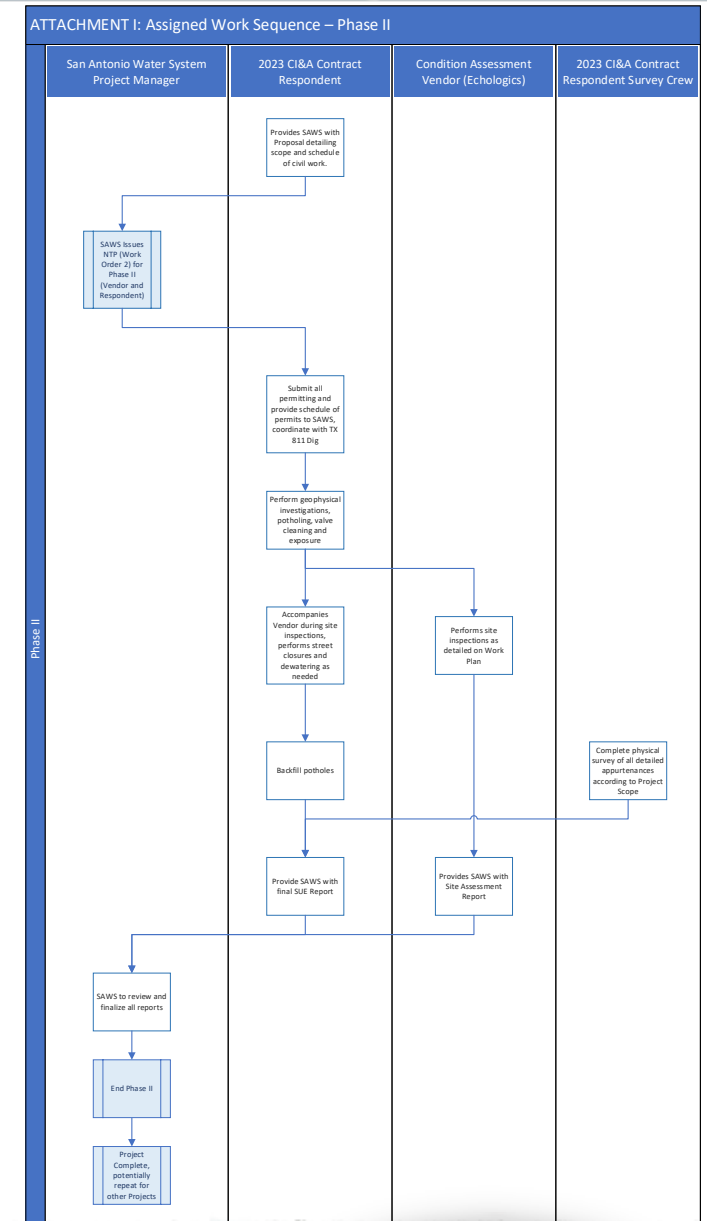 ATTACHMENT I: Assigned Work Sequence – Phase II
San Antonio Water System
Project Manager
2023 CI&A Contract
Respondent
Condition Assessment
Vendor (Echologics)
2023 CI&A Contract
Respondent Survey Crew
Phase II
Provides SAWS with
Proposal detailing
scope and schedule
of civil work.
SAWS Issues
NTP (Work
Order 2) for
Phase II
(Vendor and
Respondent)
Submit all
permitting and
provide schedule of
permits to SAWS,
coordinate with TX
811 Dig
Perform geophysical
investigations,
potholing, valve
cleaning and
exposure
Accompanies
Vendor during site
inspections,
performs street
closures and
dewatering as
needed
Performs site
inspections as
detailed on Work
Plan
Backfill potholes
Complete physical
survey of all detailed
appurtenances
according to Project
Scope
Provide SAWS with
final SUE Report
Provides SAWS with
Site Assessment
Report
SAWS to review and
finalize all reports
End Phase II
Project
Complete,
potentially
repeat for
other Projects